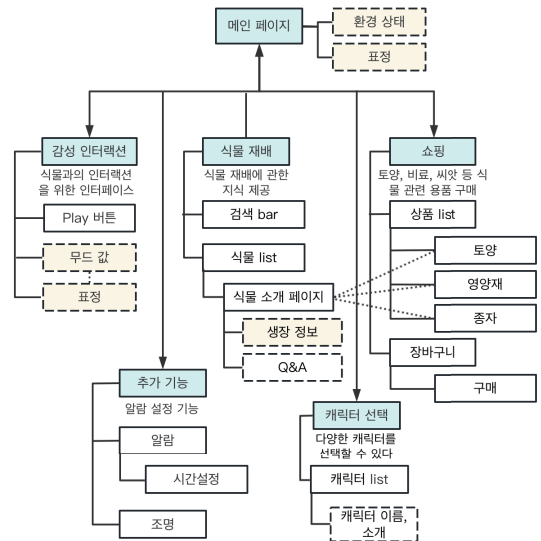 메인 페이지
환경 상태
표정
감성 인터랙션
식물과의 인터랙션
을 위한 인터페이스
Play 버튼
무드 값
표정
식물 재배
식물 재배에 관한
지식 제공
검색 bar
식물 list
식물 소개 페이지
생장 정보
Q&A
쇼핑
토양, 비료, 씨앗 등 식
물 관련 용품 구매
상품 list
토양
영양재
종자
장바구니
구매
추가 기능
알람 설정 기능
알람
시간설정
조명
캐릭터 선택
다양한 캐릭터를
선택할 수 있다
캐릭터 list
캐릭터 이름,
소개